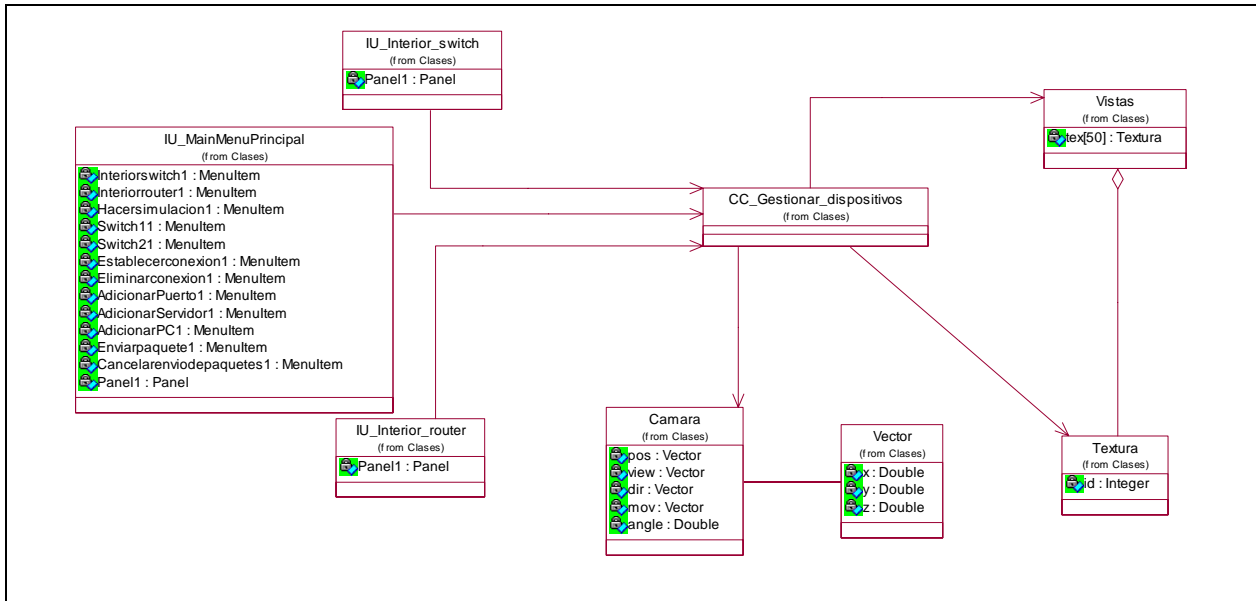 IU_Interior_switch
(from Clases)
Panel1 : Panel
IU_MainMenuPrincipal
(from Clases)
Interiorswitch1 : MenuItem
Interiorrouter1 : MenuItem
Hacersimulacion1 : MenuItem
Switch11 : MenuItem
Switch21 : MenuItem
Establecerconexion1 : MenuItem
Eliminarconexion1 : MenuItem
AdicionarPuerto1 : MenuItem
AdicionarServidor1 : MenuItem
AdicionarPC1 : MenuItem
Enviarpaquete1 : MenuItem
Cancelarenviodepaquetes1 : MenuItem
Panel1 : Panel
IU_Interior_router
(from Clases)
Panel1 : Panel
CC_Gestionar_dispositivos
(from Clases)
Vistas
(from Clases)
tex[50] : Textura
Camara
(from Clases)
pos : Vector
view : Vector
dir : Vector
mov : Vector
angle : Double
Vector
(from Clases)
x : Double
y : Double
z : Double
Textura
(from Clases)
id : Integer